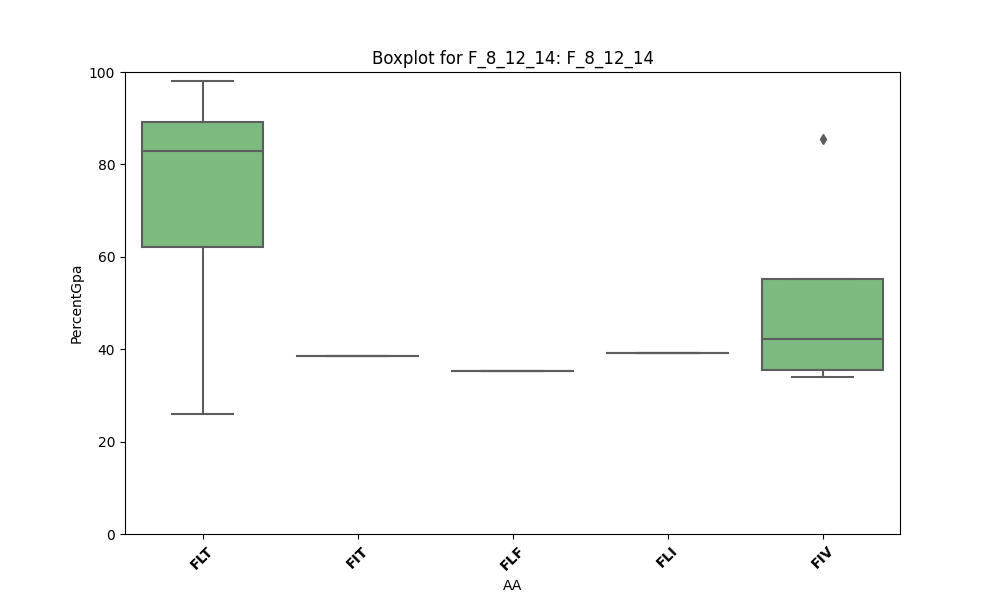 Boxplot for F_8_12_14: F_8_12_14
100
80
60
40
20
0
PercentGpa
FLT
FIT
FLF
FLI
FIV
AA